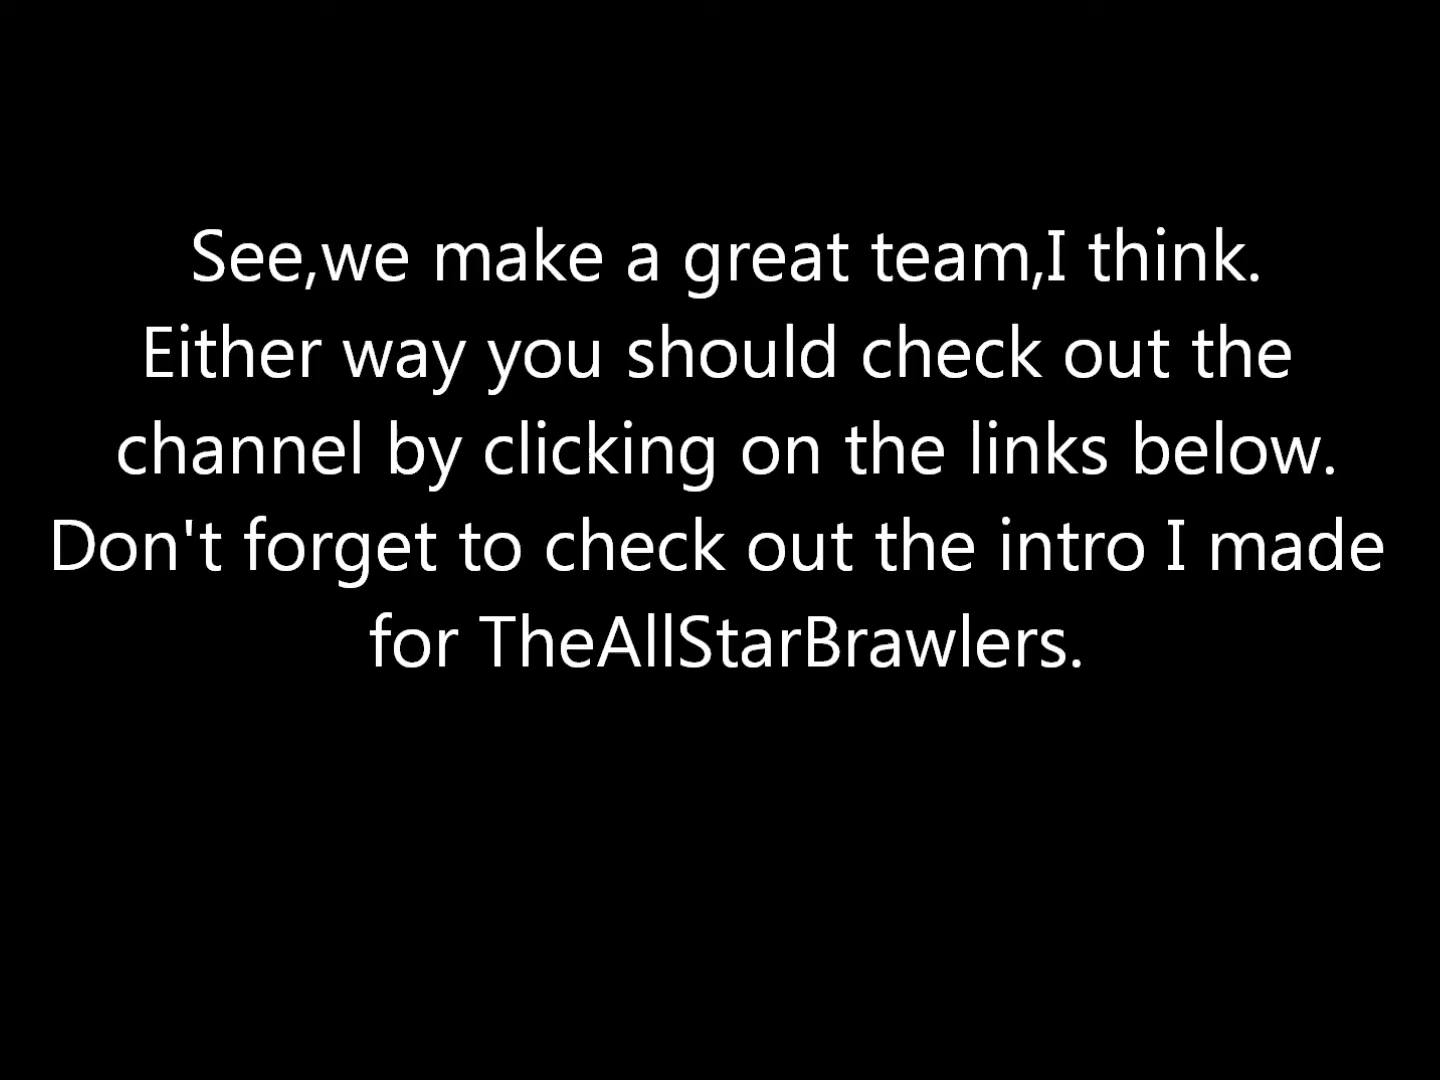 See,we make a great team,I think.
Either way you should check out the
channel by clicking on the links below.
Don't forget to check out the intro I made
for TheAllStarBrawlers.